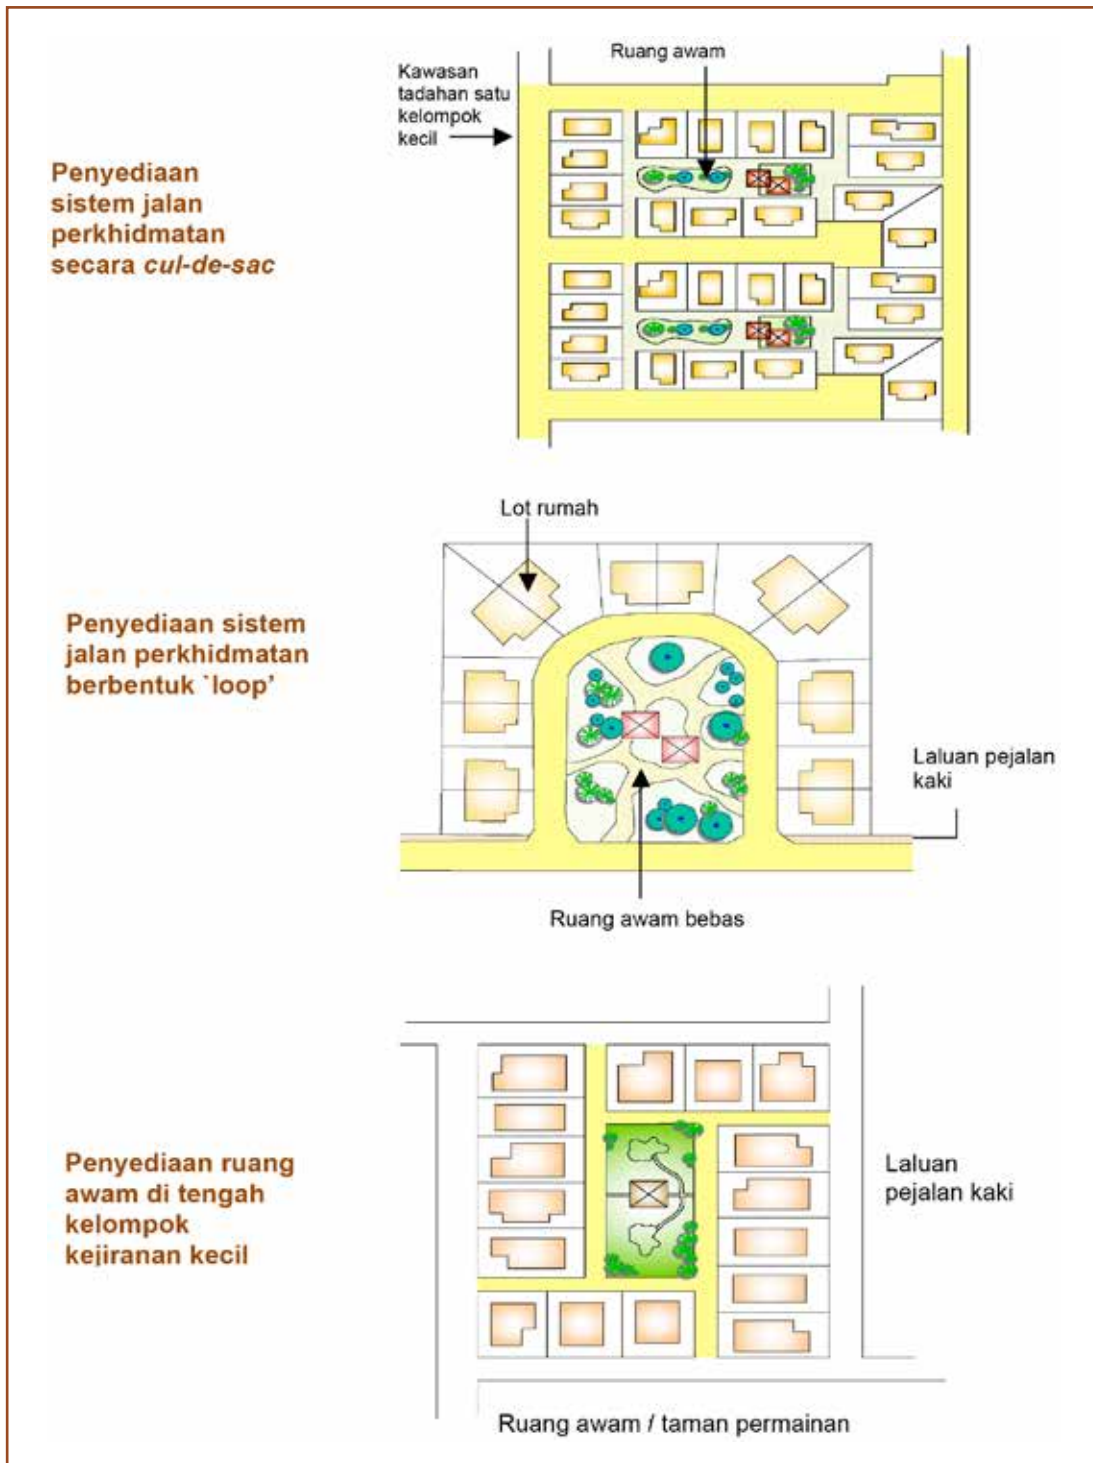 Ruang awam
Kawasan
tadahan satu
kelompok
kecil
Penyediaan
sistem jalan
perkhidmatan
secara cul-de-sac
Lot rumah
Penyediaan sistem
jalan perkhidmatan
berbentuk `loop'
Laluan pejalan
kaki
Ruang awam bebas
Penyediaan ruang
awam di tengah
kelompok
kejiranan kecil
Laluan
pejalan kaki
Ruang awam / taman permainan